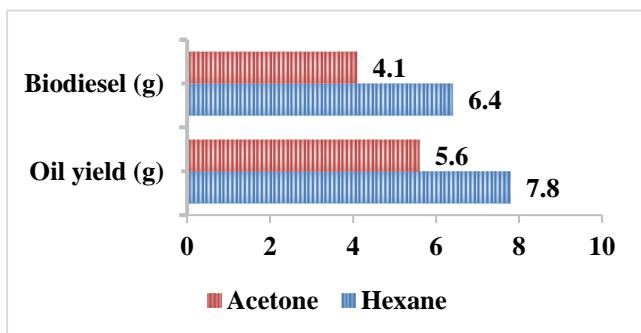 Biodiesel (g)
4.1
6.4
Oil yield (g)
5.6
7.8
0 2 4 6 8 10
Acetone Hexane